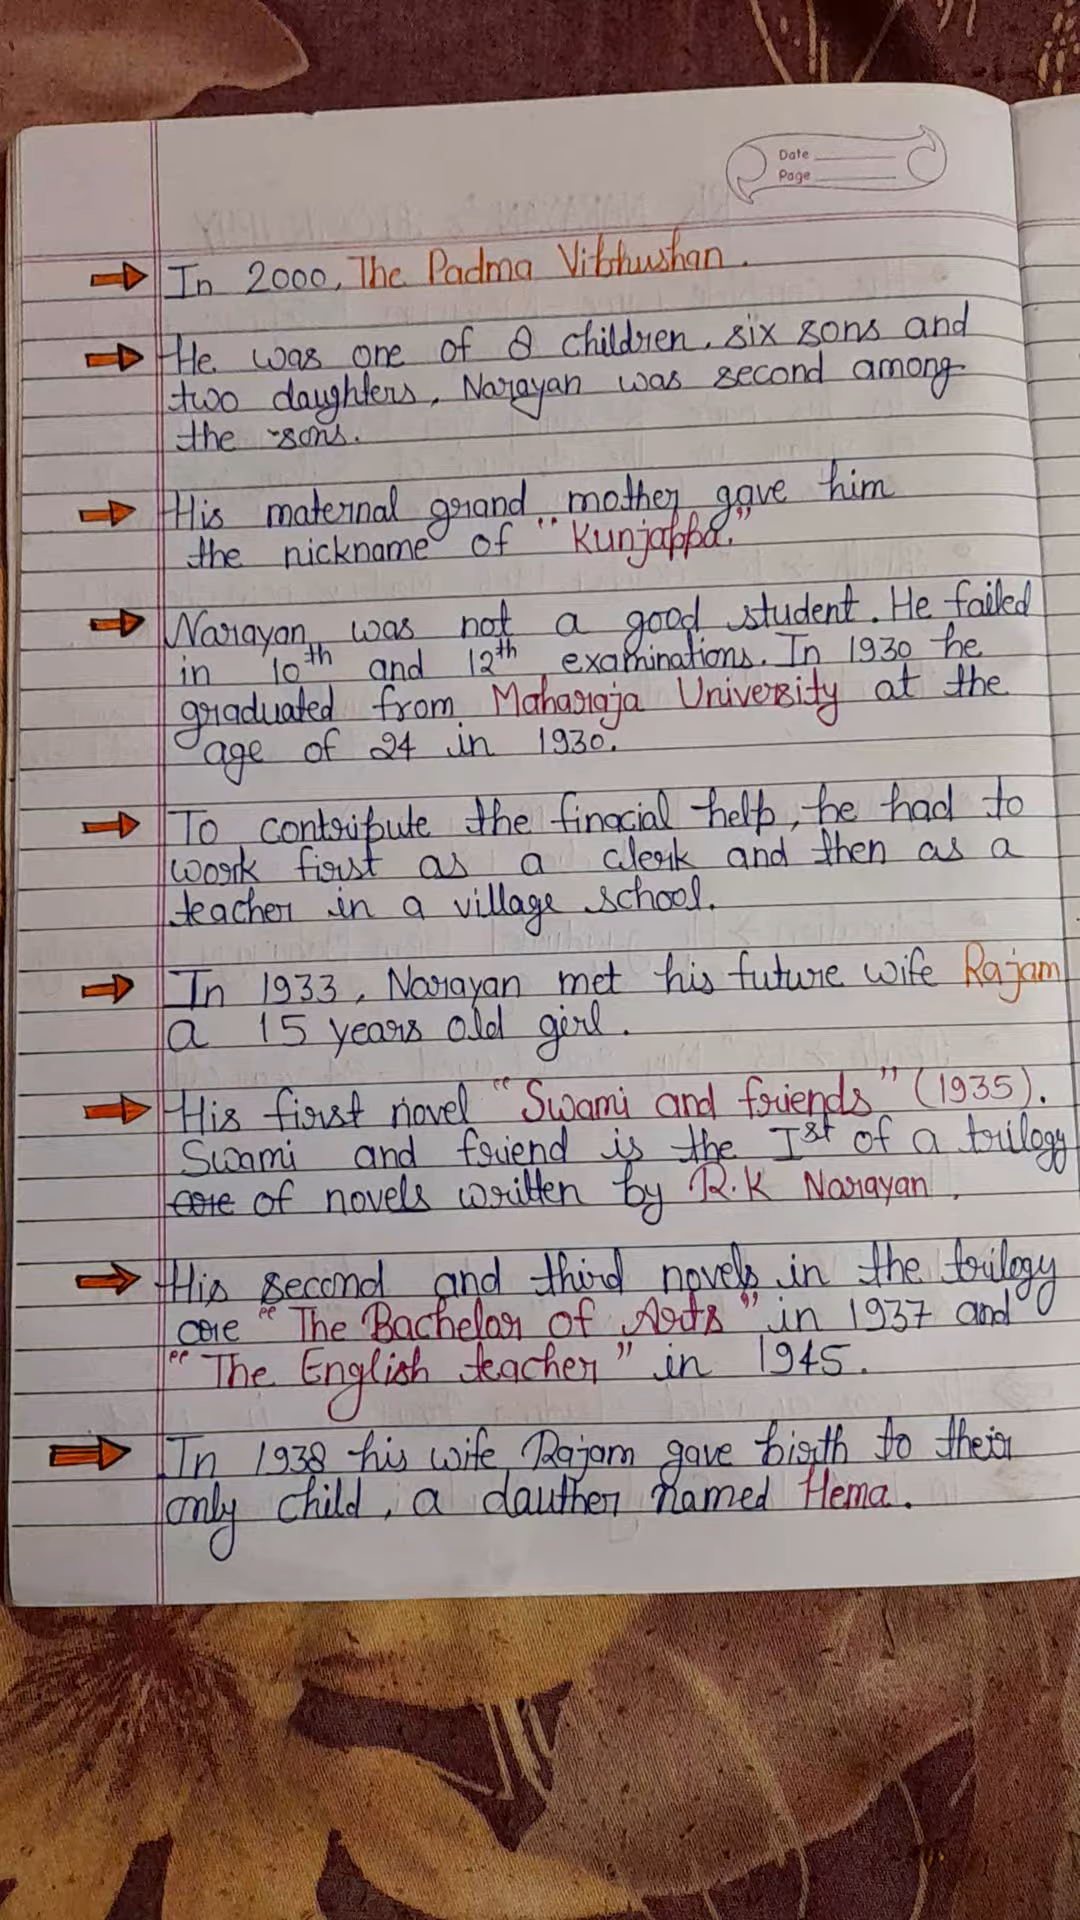 Date
Page
In 2000, The Padma Vibhushan.
He was one of 8 children, six sons and
two daughters, Narayan was second among
the sons.
His maternal grand mother gave him
the nickname of "Kunjappa."
Narayan was not a good student. He failed
in 10th and 12th examinations. In 1930 he
graduated from Maharaja University at the
age of 24 in 1930.
To contribute the finacial help, he had to
work first as a clerk and then as a
teacher in a village school.
In 1933, Narayan met his future wife Rajam
a 15 years old girl.
His first novel "Swami and friends" (1935).
Swami and friend is the Ist of a trilogy
are of novels written by R.K Narayan.
His second and third novels in the trilogy
are "The Bachelor of Arts" in 1937 and
"The English teacher" in 1945.
In 1938 his wife Rajam gave birth to their
only child, a dauther named Hema.